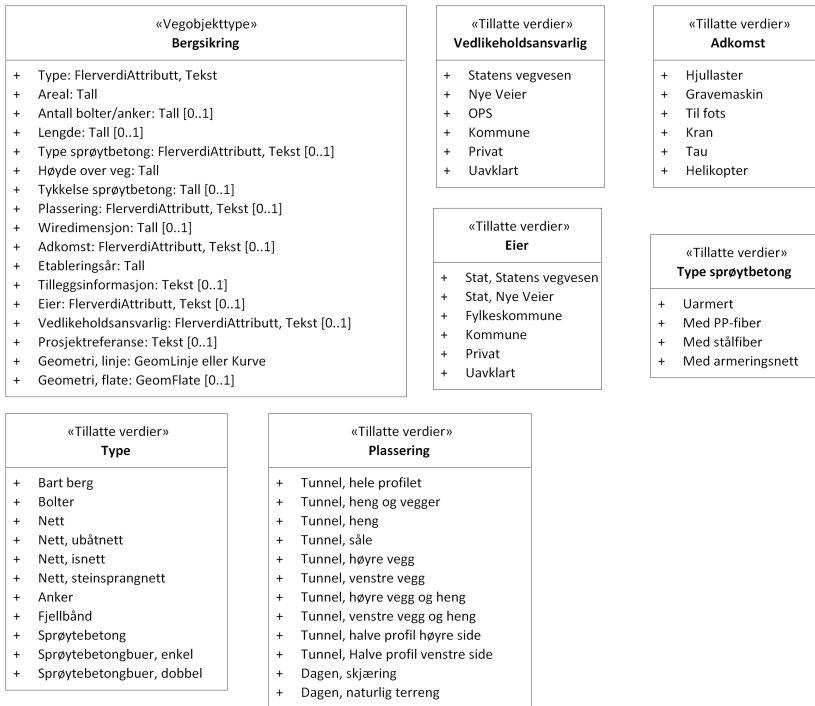 «Vegobjekttype»
Bergsikring
+ Type: FlerverdiAttributt, Tekst
+ Areal: Tall
+ Antall bolter/anker: Tall [0..1]
+ Lengde: Tall [0..1]
+ Type sprøytbetong: FlerverdiAttributt, Tekst [0..1]
+ Høyde over veg: Tall
+ Tykkelse sprøytbetong: Tall [0..1]
+ Plassering: FlerverdiAttributt, Tekst [0..1]
+ Wiredimensjon: Tall [0..1]
+ Adkomst: FlerverdiAttributt, Tekst [0..1]
+ Etableringsår: Tall
+ Tilleggsinformasjon: Tekst [0..1]
+ Eier: FlerverdiAttributt, Tekst [0..1]
+ Vedlikeholdsansvarlig: FlerverdiAttributt, Tekst [0..1]
+ Prosjektreferanse: Tekst [0..1]
+ Geometri, linje: GeomLinje eller Kurve
+ Geometri, flate: GeomFlate [0..1]
«Tillatte verdier»
Vedlikeholdsansvarlig
+ Statens vegvesen
+ Nye Veier
+ OPS
+ Kommune
+ Privat
+ Uavklart
«Tillatte verdier»
Adkomst
+ Hjullaster
+ Gravemaskin
+ Til fots
+ Kran
+ Tau
+ Helikopter
«Tillatte verdier»
Eier
+ Stat, Statens vegvesen
+ Stat, Nye Veier
+ Fylkeskommune
+ Kommune
+ Privat
+ Uavklart
«Tillatte verdier»
Type sprøytbetong
+ Uarmert
+ Med PP-fiber
+ Med stålfiber
+ Med armeringsnett
«Tillatte verdier»
Type
+ Bart berg
+ Bolter
+ Nett
+ Nett, ubåtnett
+ Nett, isnett
+ Nett, steinsprangnett
+ Anker
+ Fjellbånd
+ Sprøytebetong
+ Sprøytebetongbuer, enkel
+ Sprøytebetongbuer, dobbel
«Tillatte verdier»
Plassering
+ Tunnel, hele profilet
+ Tunnel, heng og vegger
+ Tunnel, heng
+ Tunnel, såle
+ Tunnel, høyre vegg
+ Tunnel, venstre vegg
+ Tunnel, høyre vegg og heng
+ Tunnel, venstre vegg og heng
+ Tunnel, halve profil høyre side
+ Tunnel, Halve profil venstre side
+ Dagen, skjæring
+ Dagen, naturlig terreng